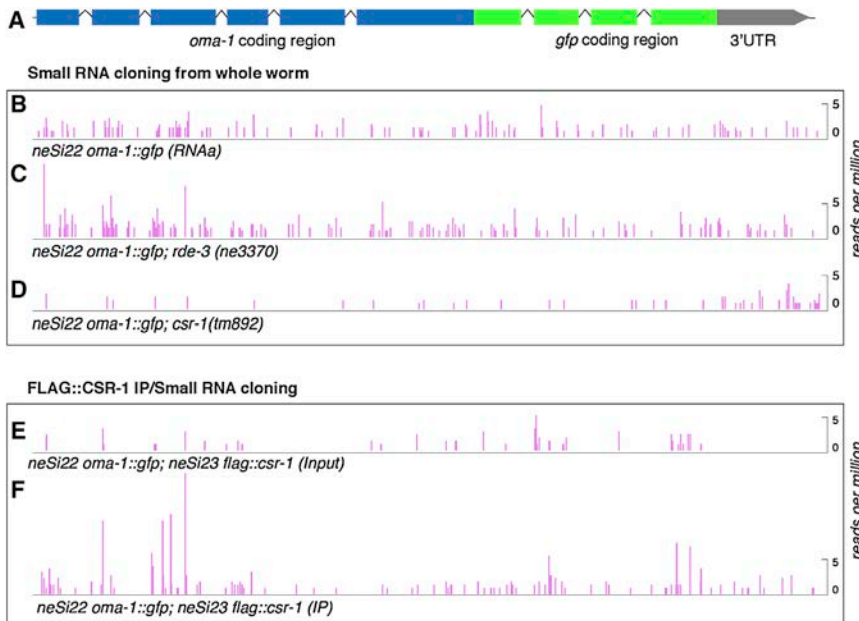 A
oma-1 coding region
gfp coding region
3'UTR
Small RNA cloning from whole worm
B
5
0
neSi22 oma-1::gfp (RNAa)
C
5
0
neSi22 oma-1::gfp; rde-3 (ne3370)
D
5
0
neSi22 oma-1::gfp; csr-1(tm892)
reads per million
FLAG::CSR-1 IP/Small RNA cloning
E
5
0
neSi22 oma-1::gfp; neSi23 flag::csr-1 (Input)
F
5
0
neSi22 oma-1::gfp; neSi23 flag::csr-1 (IP)
reads per million